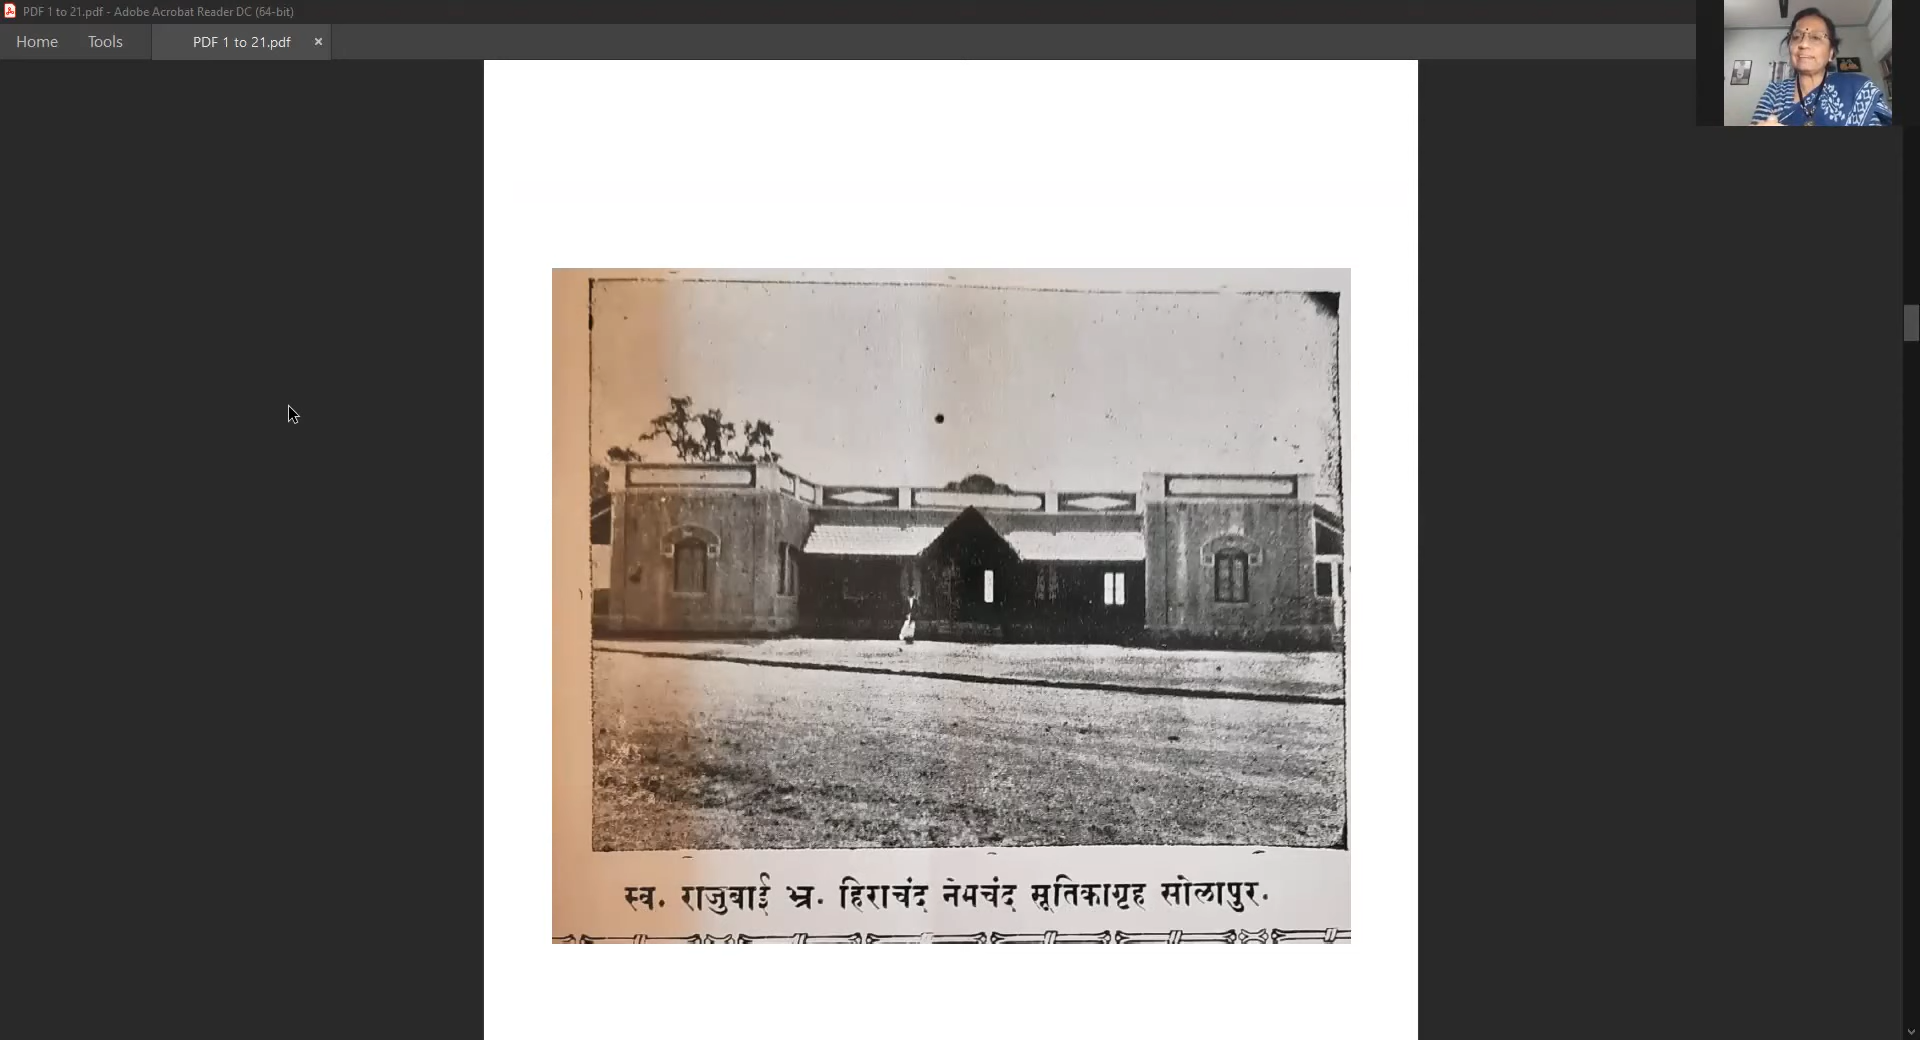 PDF 1 to 21.pdf - Adobe Acrobat Reader DC (64-bit)
Home Tools PDF 1 to 21.pdf ×
स्व. राजुबाई भ्र. हिराचंद नेमचंद सूतिकागृह सोलापुर.